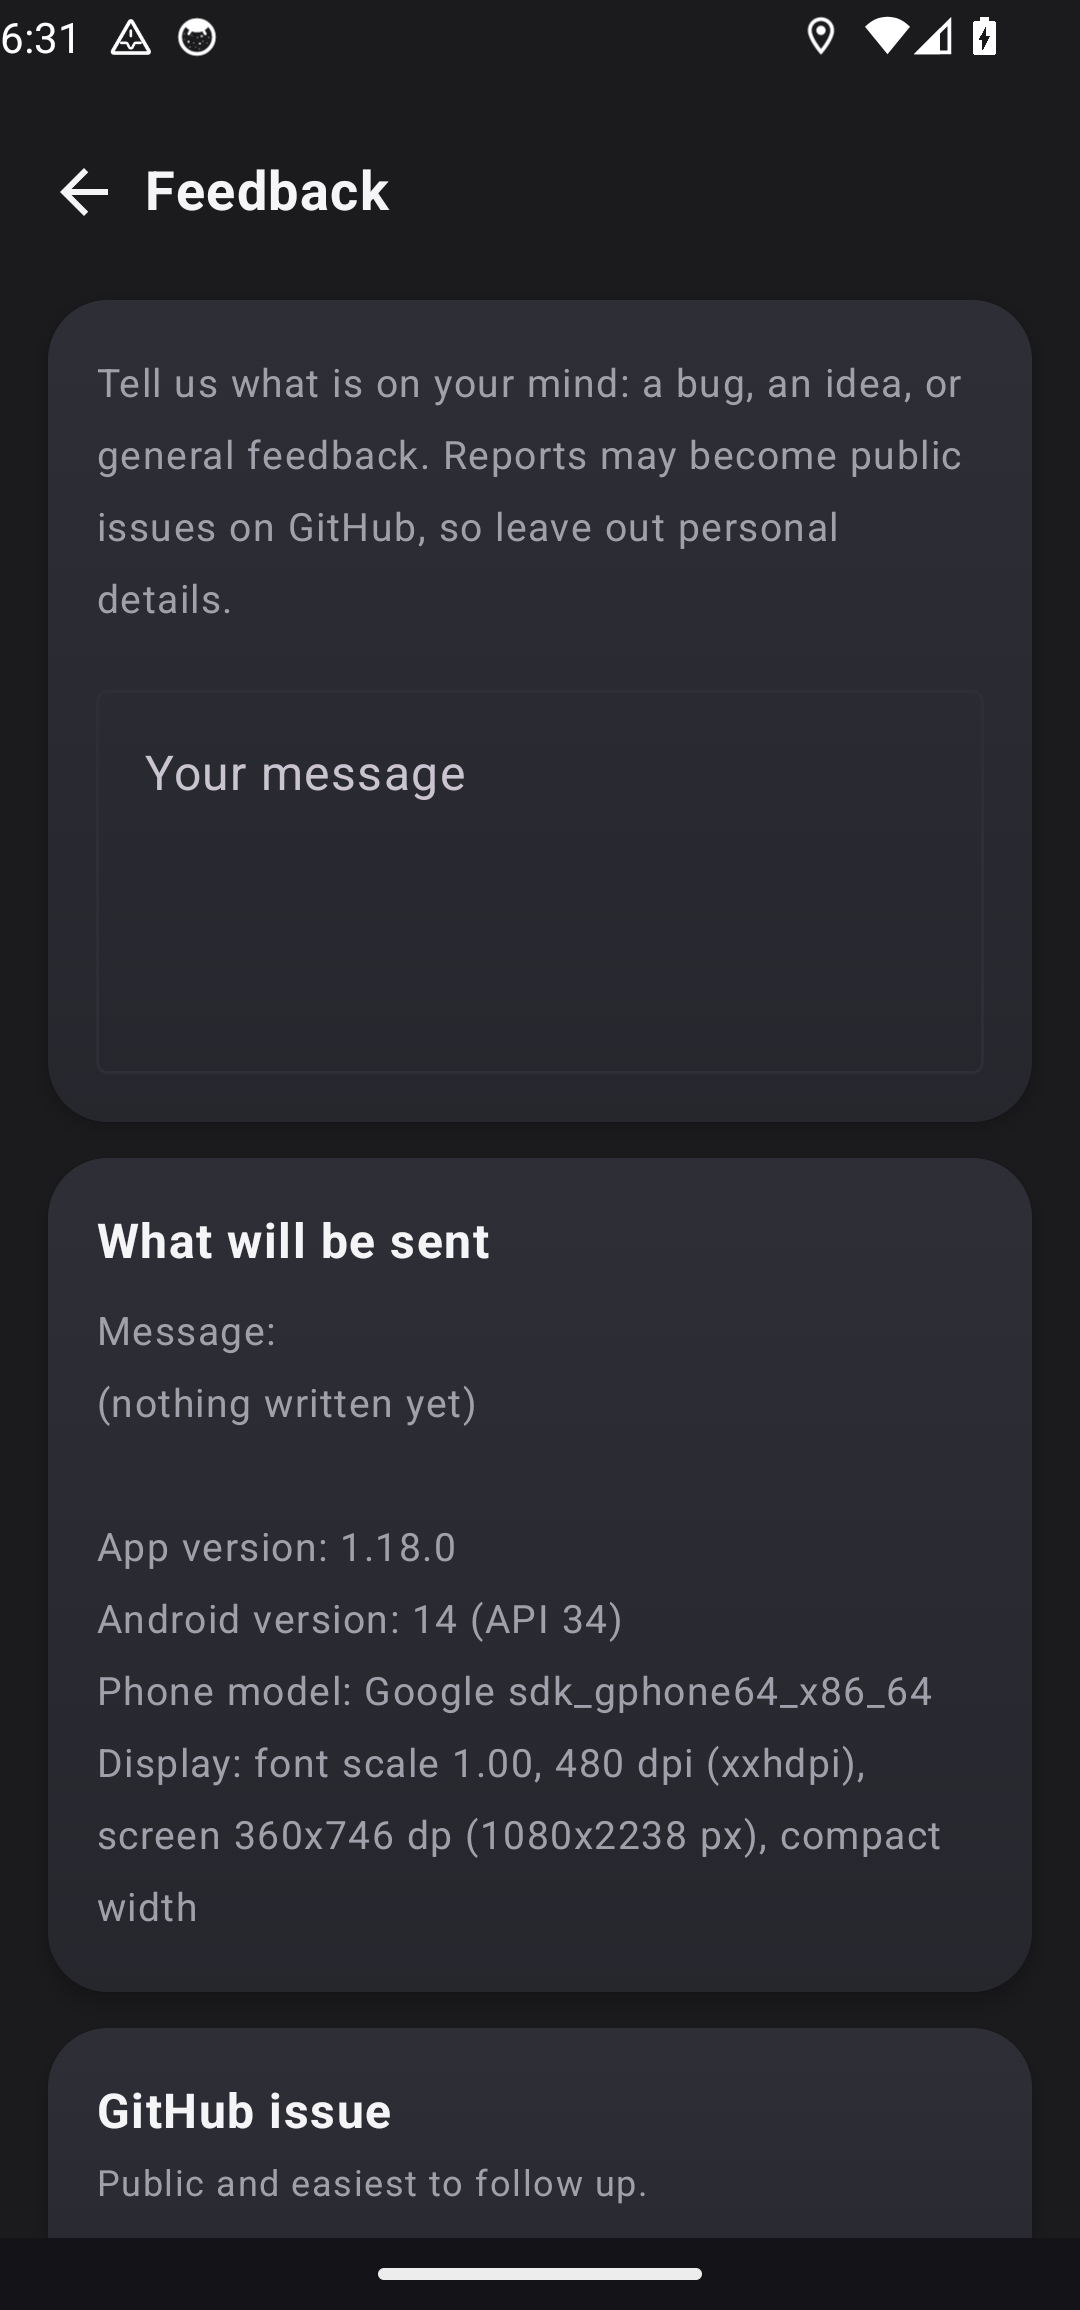 6:31
Feedback
Tell us what is on your mind: a bug, an idea, or
general feedback. Reports may become public
issues on GitHub, so leave out personal
details.
Your message
What will be sent
Message:
(nothing written yet)
App version: 1.18.0
Android version: 14 (API 34)
Phone model: Google sdk_gphone64_x86_64
Display: font scale 1.00, 480 dpi (xxhdpi),
screen 360x746 dp (1080x2238 px), compact
width
GitHub issue
Public and easiest to follow up.